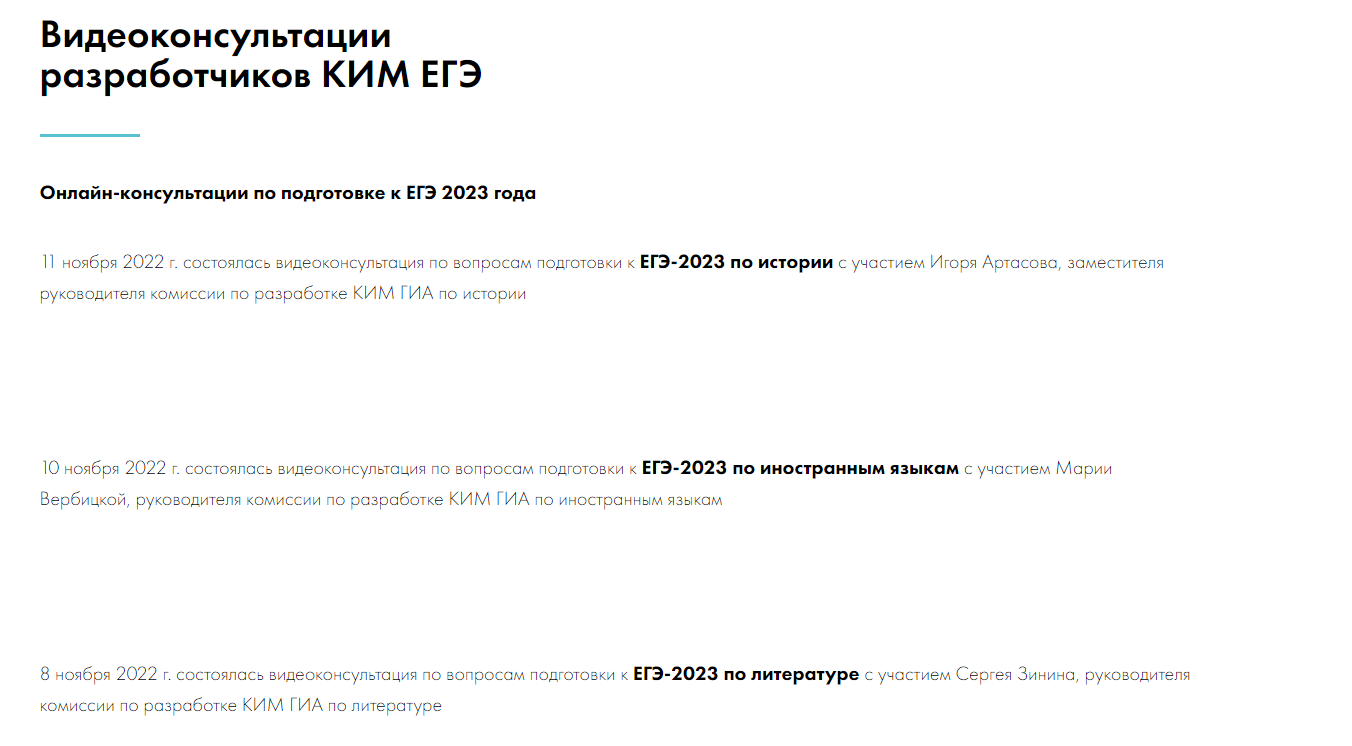 Видеоконсультации
разработчиков КИМ ЕГЭ
Онлайн-консультации по подготовке к ЕГЭ 2023 года
11 ноября 2022 г. состоялась видеоконсультация по вопросам подготовки к ЕГЭ-2023 по истории с участием Игоря Артасова, заместителя
руководителя комиссии по разработке КИМ ГИА по истории
10 ноября 2022 г. состоялась видеоконсультация по вопросам подготовки к ЕГЭ-2023 по иностранным языкам с участием Марии
Вербицкой, руководителя комиссии по разработке КИМ ГИА по иностранным языкам
8 ноября 2022 г. состоялась видеоконсультация по вопросам подготовки к ЕГЭ-2023 по литературе с участием Сергея Зинина, руководителя
комиссии по разработке КИМ ГИА по литературе